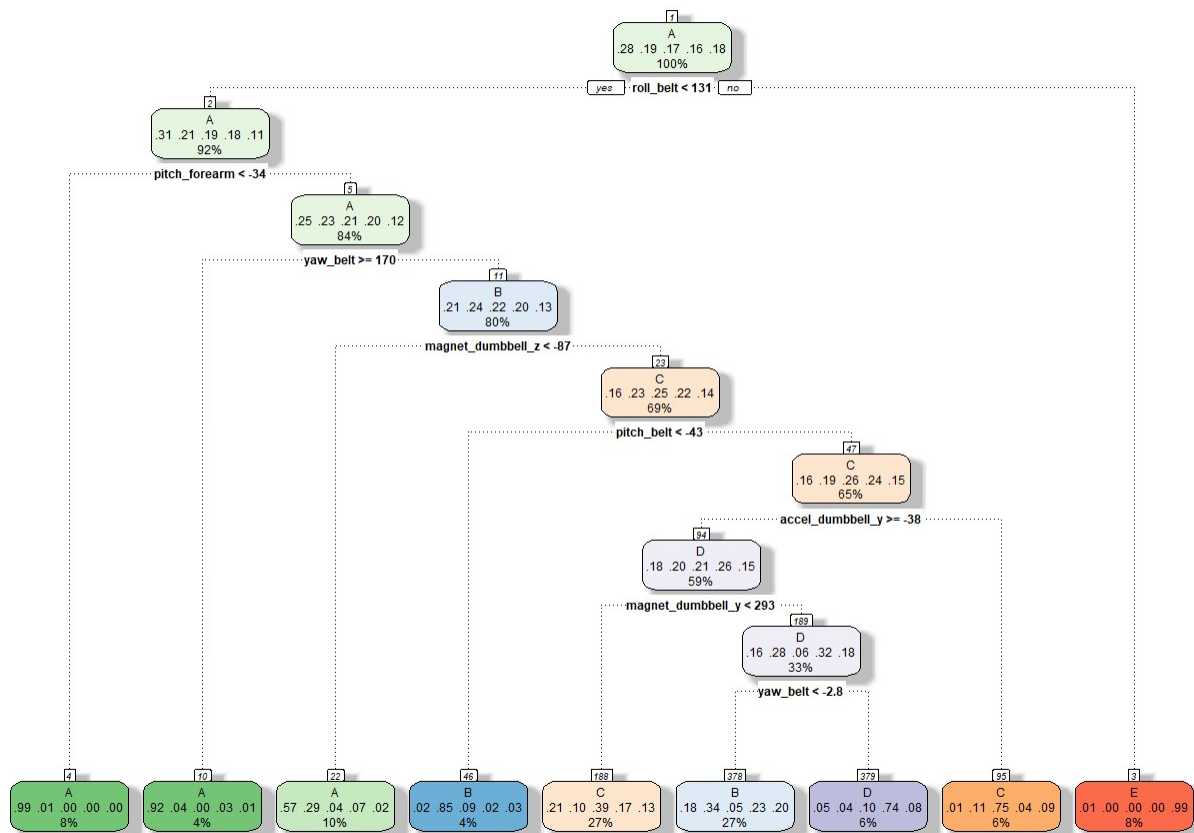 1
A
.28 .19 .17 .16 .18
100%
yes roll_belt < 131 no
2
A
.31 .21 .19 .18 .11
92%
pitch_forearm < -34
5
A
.25 .23 .21 .20 .12
84%
yaw_belt >= 170
11
B
.21 .24 .22 .20 .13
80%
magnet_dumbbell_z < -87
23
C
.16 .23 .25 .22 .14
69%
pitch_belt < -43
47
C
.16 .19 .26 .24 .15
65%
accel_dumbbell_y >= -38
94
D
.18 .20 .21 .26 .15
59%
magnet_dumbbell_y < 293
189
D
.16 .28 .06 .32 .18
33%
yaw_belt < -2.8
4
A
.99 .01 .00 .00 .00
8%
10
A
.92 .04 .00 .03 .01
4%
22
A
.57 .29 .04 .07 .02
10%
46
B
.02 .85 .09 .02 .03
4%
188
C
.21 .10 .39 .17 .13
27%
378
B
.18 .34 .05 .23 .20
27%
379
D
.05 .04 .10 .74 .08
6%
95
C
.01 .11 .75 .04 .09
6%
3
E
.01 .00 .00 .00 .99
8%